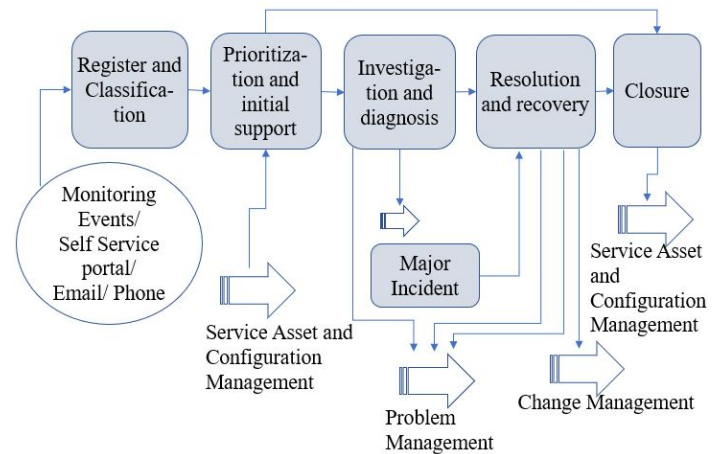 Register and
Classifica-
tion
Prioritiza-
tion and
initial
support
Investiga-
tion and
diagnosis
Resolution
and recovery
Closure
Monitoring
Events/
Self Service
portal/
Email/ Phone
Major
Incident
Service Asset and
Configuration
Management
Problem
Management
Change Management
Service Asset
and
Configuration
Management